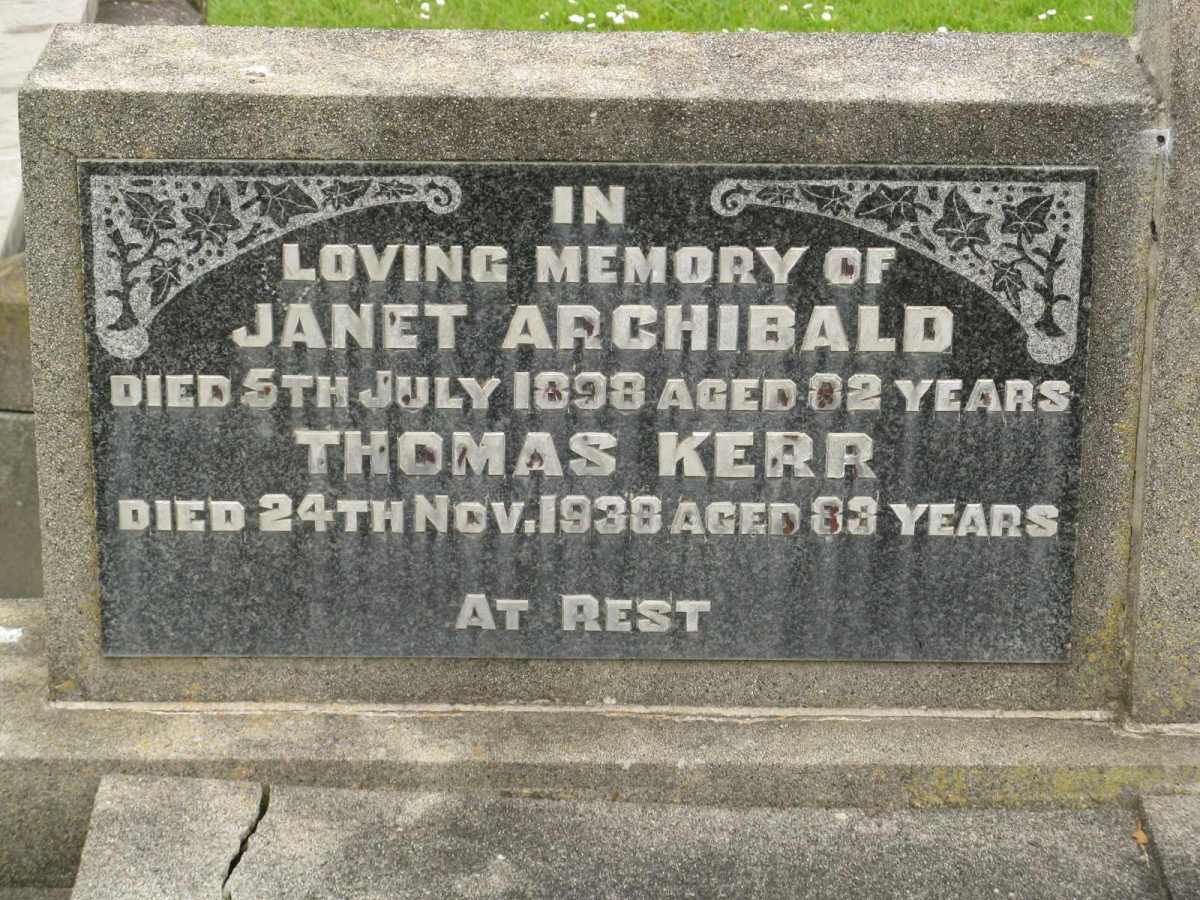 IN
LOVING MEMORY OF
JANET ARCHIBALD
DIED 5TH JULY 1898 AGED 82 YEARS
THOMAS KERR
DIED 24TH NOV. 1938 AGED 83 YEARS
AT REST